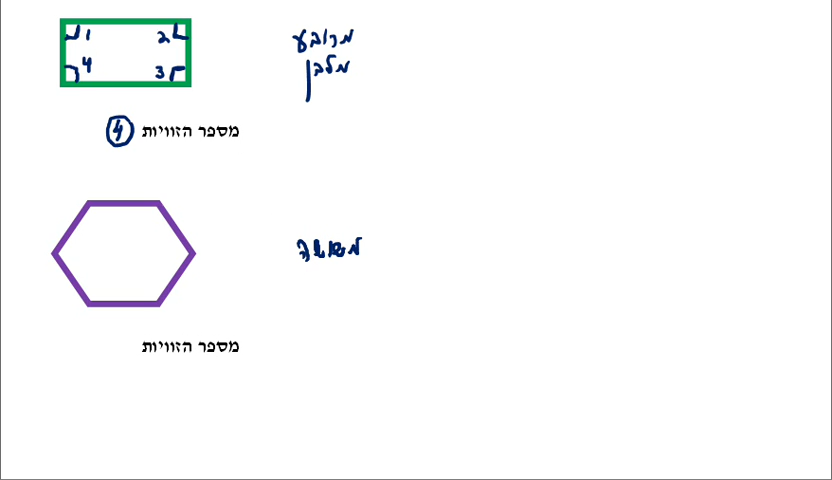 1 2
4 3
מרובע
מלבן
מספר הזוויות 4
משושה
מספר הזוויות